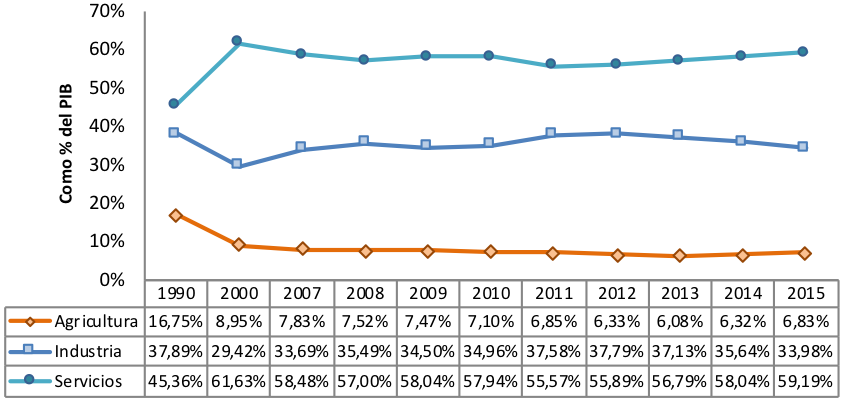 70%
60%
50%
40%
30%
20%
10%
0%
Como % del PIB
1990 2000 2007 2008 2009 2010 2011 2012 2013 2014 2015
Agricultura 16,75% 8,95% 7,83% 7,52% 7,47% 7,10% 6,85% 6,33% 6,08% 6,32% 6,83%
Industria 37,89% 29,42% 33,69% 35,49% 34,50% 34,96% 37,58% 37,79% 37,13% 35,64% 33,98%
Servicios 45,36% 61,63% 58,48% 57,00% 58,04% 57,94% 55,57% 55,89% 56,79% 58,04% 59,19%